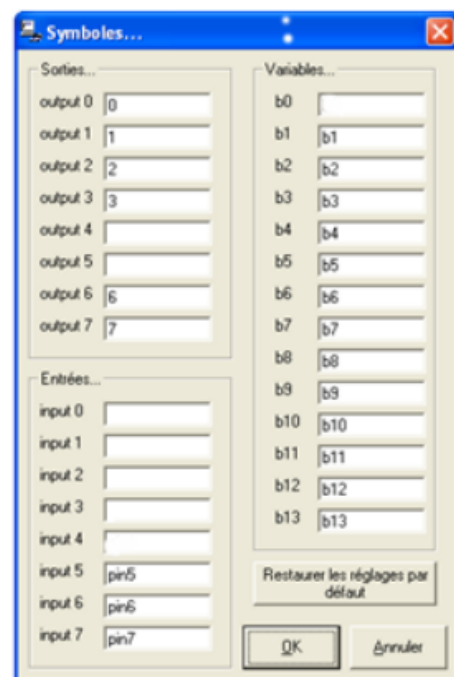 Symboles...
Sorties...
output 0 0
output 1 1
output 2 2
output 3 3
output 4
output 5
output 6 6
output 7 7
Entrées...
input 0
input 1
input 2
input 3
input 4
input 5 pin5
input 6 pin6
input 7 pin7
Variables...
b0
b1 b1
b2 b2
b3 b3
b4 b4
b5 b5
b6 b6
b7 b7
b8 b8
b9 b9
b10 b10
b11 b11
b12 b12
b13 b13
Restaurer les réglages par
défaut
OK Annuler